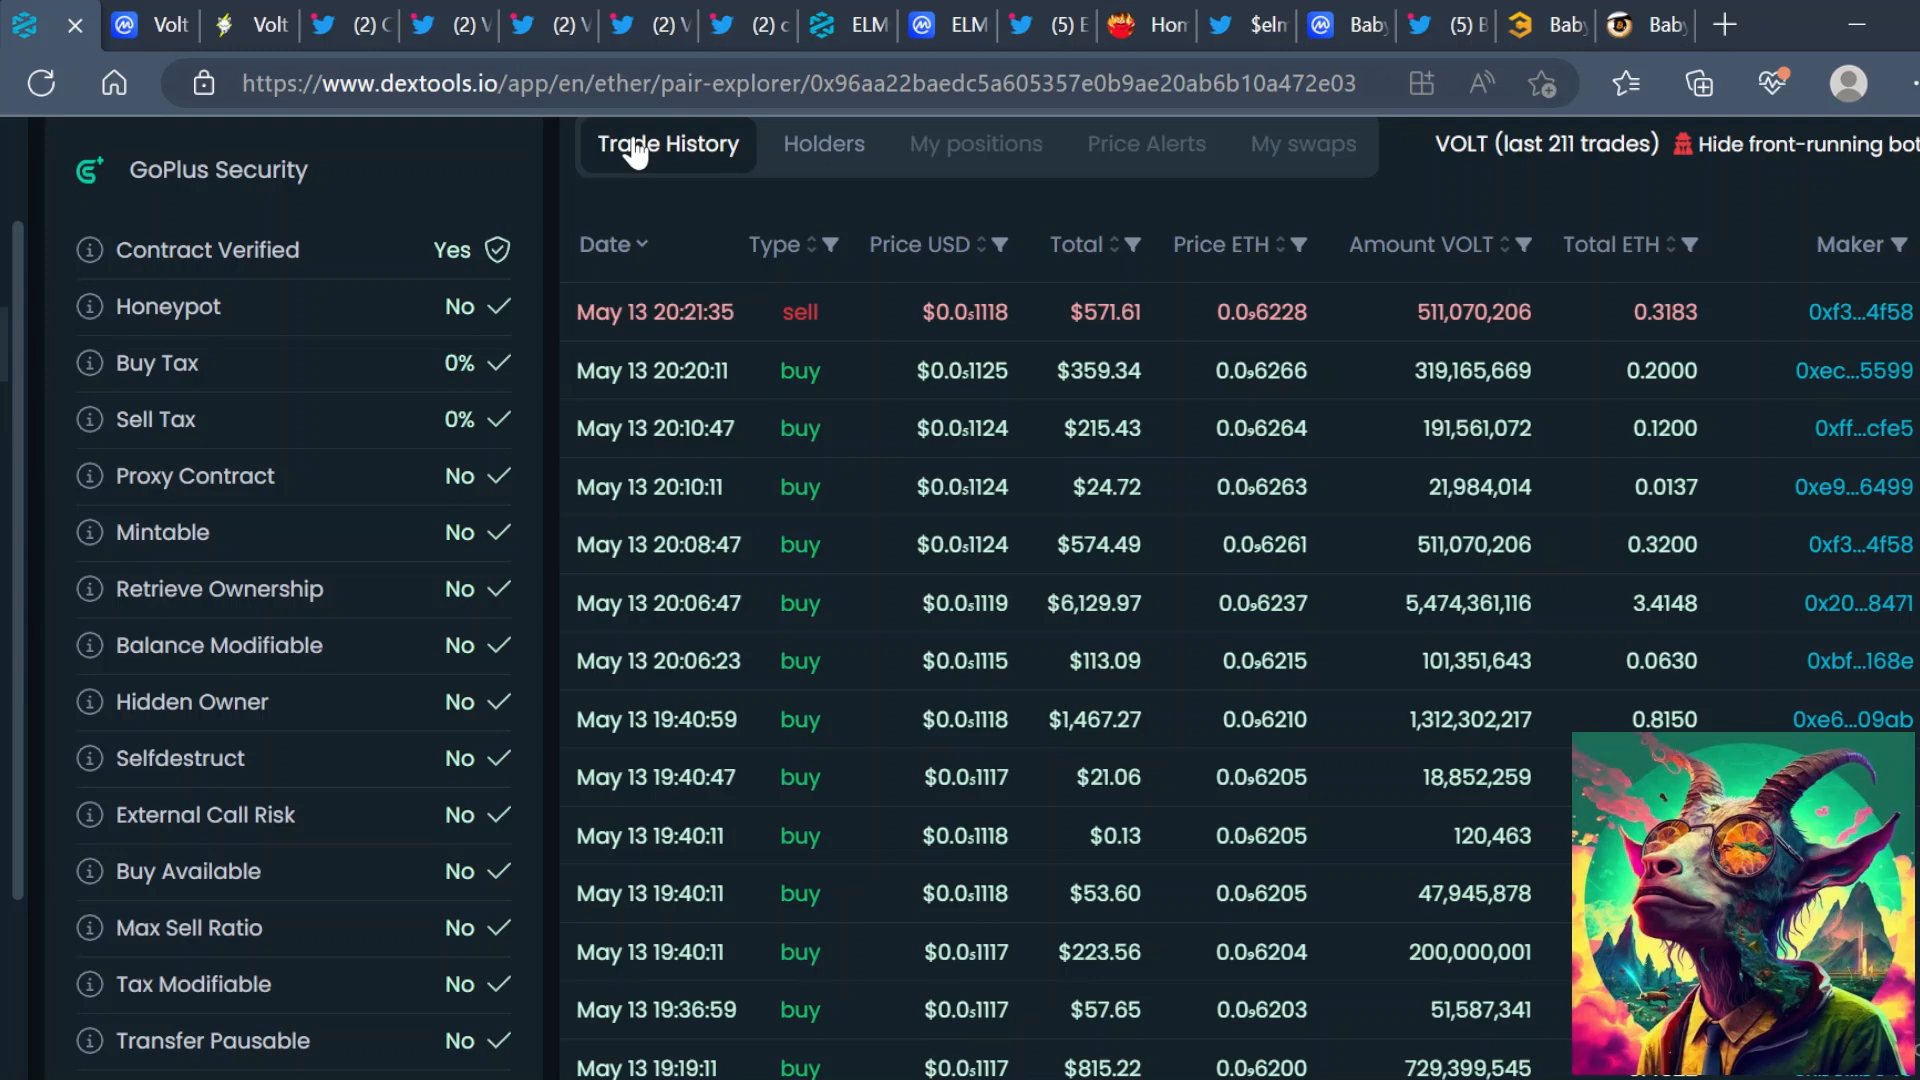 Volt Volt (2) (2) V (2) V (2) V (2) c ELM ELM (5) E Hom $elm Bab (5) B Bab Bab
https://www.dextools.io/app/en/ether/pair-explorer/0x96aa22baedc5a605357e0b9ae20ab6b10a472e03
Trade History Holders My positions Price Alerts My swaps VOLT (last 211 trades) Hide front-running bot
GoPlus Security
Date Type Price USD Total Price ETH Amount VOLT Total ETH Maker
Contract Verified Yes
Honeypot No
Buy Tax 0%
Sell Tax 0%
Proxy Contract No
Mintable No
Retrieve Ownership No
Balance Modifiable No
Hidden Owner No
Selfdestruct No
External Call Risk No
Buy Available No
Max Sell Ratio No
Tax Modifiable No
Transfer Pausable No
May 13 20:21:35 sell $0.0₅1118 $571.61 0.0₉6228 511,070,206 0.3183 0xf3...4f58
May 13 20:20:11 buy $0.0₅1125 $359.34 0.0₉6266 319,165,669 0.2000 0xec...5599
May 13 20:10:47 buy $0.0₅1124 $215.43 0.0₉6264 191,561,072 0.1200 0xff...cfe5
May 13 20:10:11 buy $0.0₅1124 $24.72 0.0₉6263 21,984,014 0.0137 0xe9...6499
May 13 20:08:47 buy $0.0₅1124 $574.49 0.0₉6261 511,070,206 0.3200 0xf3...4f58
May 13 20:06:47 buy $0.0₅1119 $6,129.97 0.0₉6237 5,474,361,116 3.4148 0x20...8471
May 13 20:06:23 buy $0.0₅1115 $113.09 0.0₉6215 101,351,643 0.0630 0xbf...168e
May 13 19:40:59 buy $0.0₅1118 $1,467.27 0.0₉6210 1,312,302,217 0.8150 0xe6...09ab
May 13 19:40:47 buy $0.0₅1117 $21.06 0.0₉6205 18,852,259
May 13 19:40:11 buy $0.0₅1118 $0.13 0.0₉6205 120,463
May 13 19:40:11 buy $0.0₅1118 $53.60 0.0₉6205 47,945,878
May 13 19:40:11 buy $0.0₅1117 $223.56 0.0₉6204 200,000,001
May 13 19:36:59 buy $0.0₅1117 $57.65 0.0₉6203 51,587,341
May 13 19:19:11 buy $0.0₅1117 $815.22 0.0₉6200 729,399,545